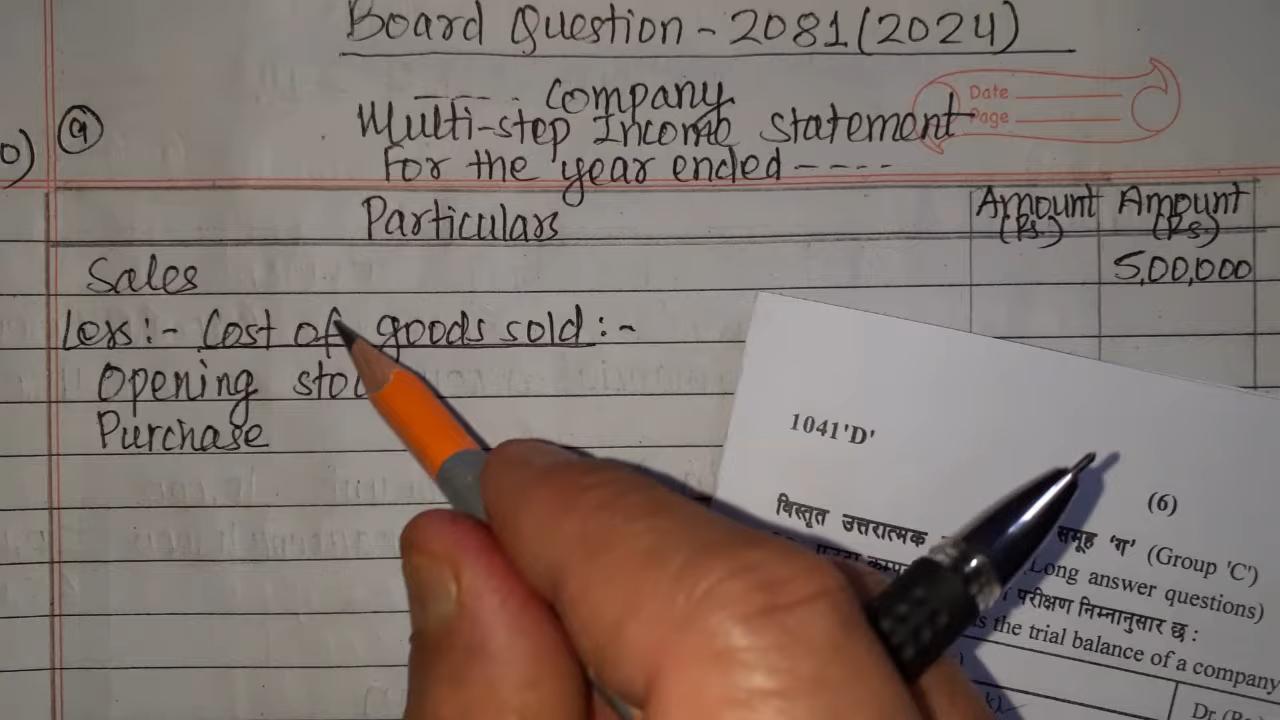 Board Question - 2081 (2024)
Date
Page
----- Company
Multi-step Income statement
For the year ended ----
0) (a)
Particulars
Amount (Rs.)
Amount (Rs)
Sales
5,00,000
Less:- Cost of goods sold:-
Opening
Purchase
1041'D'
(6)
विस्तृत उत्तरात्मक
समूह 'ग' (Group 'C')
Long answer questions)
परीक्षण निम्नानुसार छ :
the trial balance of a company
Dr.